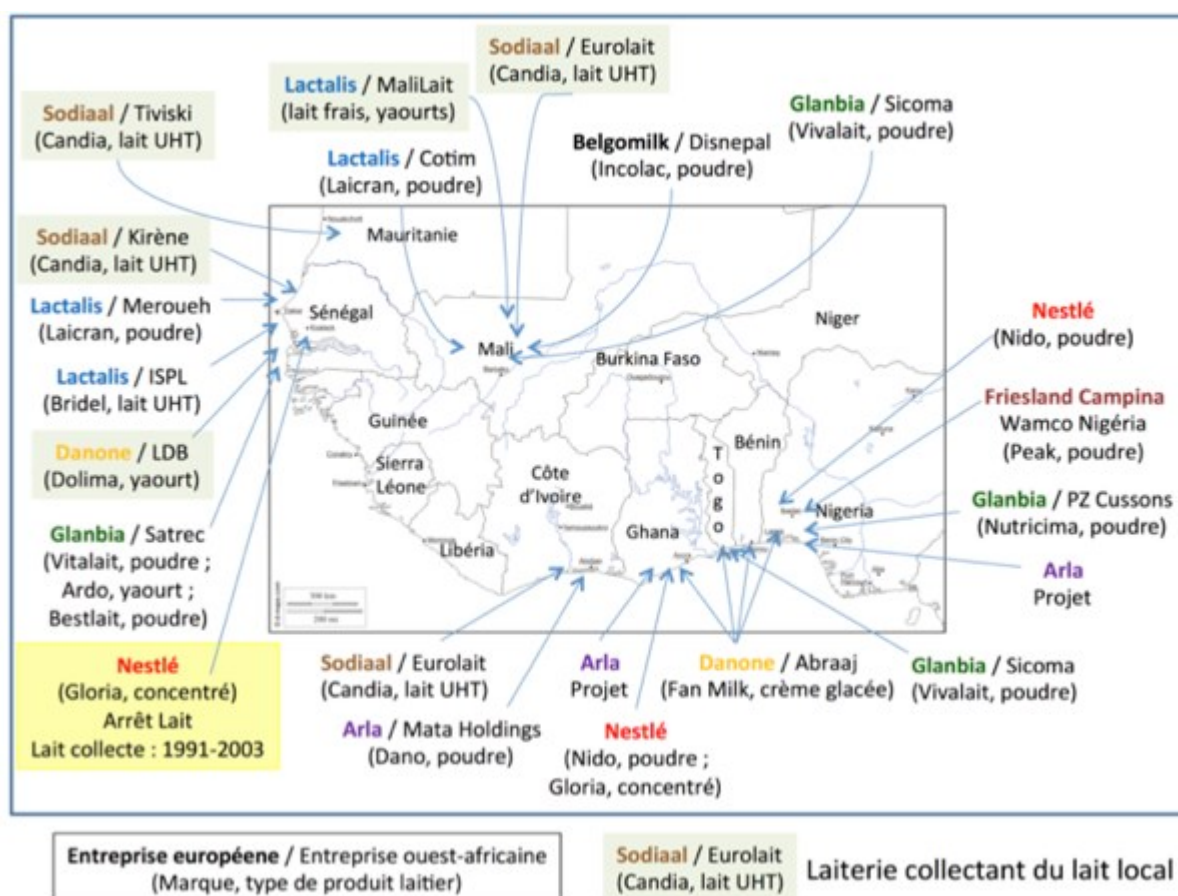 Sodiaal / Eurolait
(Candia, lait UHT)
Lactalis / MaliLait
(lait frais, yaourts)
Sodiaal / Tiviski
(Candia, lait UHT)
Glanbia / Sicoma
(Vivalait, poudre)
Belgomilk / Disnepal
(Incolac, poudre)
Lactalis / Cotim
(Laicran, poudre)
Mauritanie
Sodiaal / Kirène
(Candia, lait UHT)
Lactalis / Meroueh
(Laicran, poudre)
Sénégal
Mali
Niger
Burkina Faso
Nestlé
(Nido, poudre)
Lactalis / ISPL
(Bridel, lait UHT)
Friesland Campina
Wamco Nigéria
(Peak, poudre)
Guinée
Bénin
Togo
Danone / LDB
(Dolima, yaourt)
Sierra
Léone
Côte
d'Ivoire
Ghana
Nigeria
Libéria
Glanbia / PZ Cussons
(Nutricima, poudre)
Glanbia / Satrec
(Vitalait, poudre ;
Ardo, yaourt ;
Bestlait, poudre)
Arla
Projet
Nestlé
(Gloria, concentré)
Arrêt Lait
Lait collecte : 1991-2003
Sodiaal / Eurolait
(Candia, lait UHT)
Arla
Projet
Danone / Abraaj
(Fan Milk, crème glacée)
Glanbia / Sicoma
(Vivalait, poudre)
Arla / Mata Holdings
(Dano, poudre)
Nestlé
(Nido, poudre ;
Gloria, concentré)
Entreprise européene / Entreprise ouest-africaine
(Marque, type de produit laitier)
Sodiaal / Eurolait
(Candia, lait UHT)
Laiterie collectant du lait local